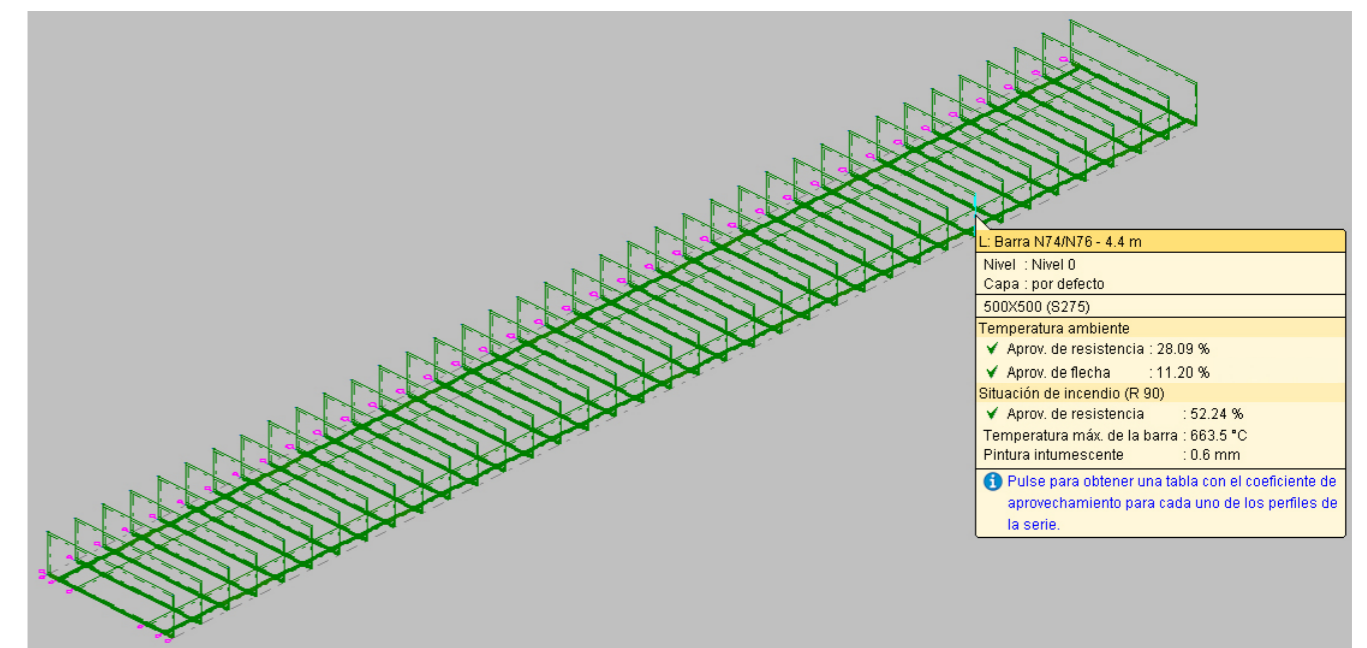 L: Barra N74/N76 - 4.4 m
Nivel : Nivel 0
Capa : por defecto
500X500 (S275)
Temperatura ambiente
Aprov. de resistencia : 28.09 %
Aprov. de flecha : 11.20 %
Situación de incendio (R 90)
Aprov. de resistencia : 52.24 %
Temperatura máx. de la barra : 663.5 °C
Pintura intumescente : 0.6 mm
Pulse para obtener una tabla con el coeficiente de
aprovechamiento para cada uno de los perfiles de
la serie.